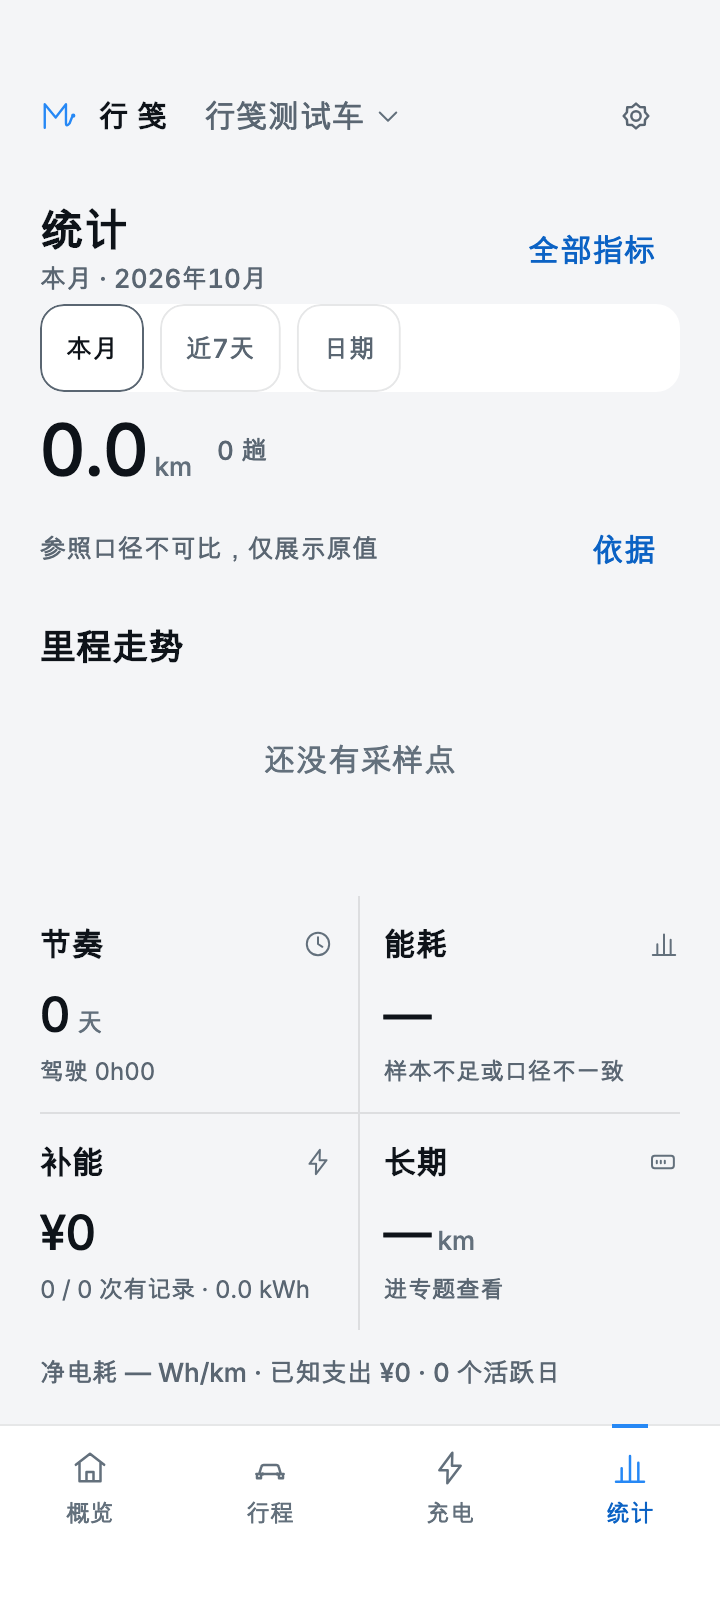 行笺 行笺测试车
统计
全部指标
本月 · 2026年10月
本月 近7天 日期
0.0 km 0 趟
参照口径不可比，仅展示原值 依据
里程走势
还没有采样点
节奏
0 天
驾驶 0h00
能耗
—
样本不足或口径不一致
补能
¥0
0 / 0 次有记录 · 0.0 kWh
长期
— km
进专题查看
净电耗 — Wh/km · 已知支出 ¥0 · 0 个活跃日
概览 行程 充电 统计